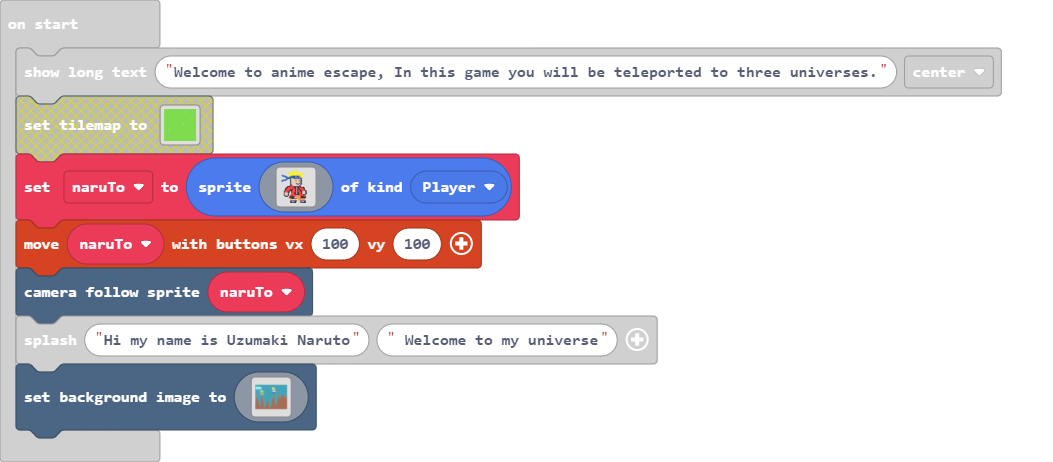 on start
show long text "Welcome to anime escape, In this game you will be teleported to three universes." center
set tilemap to
set naruTo to sprite of kind Player
move naruTo with buttons vx 100 vy 100
camera follow sprite naruTo
splash "Hi my name is Uzumaki Naruto" " Welcome to my universe"
set background image to